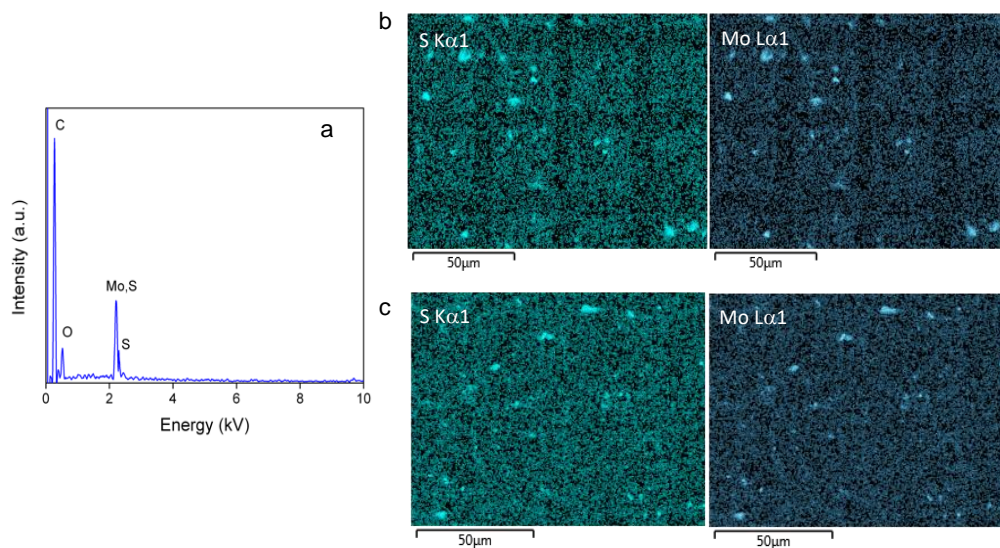 a
C
O
Mo,S
S
Intensity (a.u.)
0 2 4 6 8 10
Energy (kV)
b
S Kα1
Mo Lα1
50μm
50μm
c
S Kα1
Mo Lα1
50μm
50μm